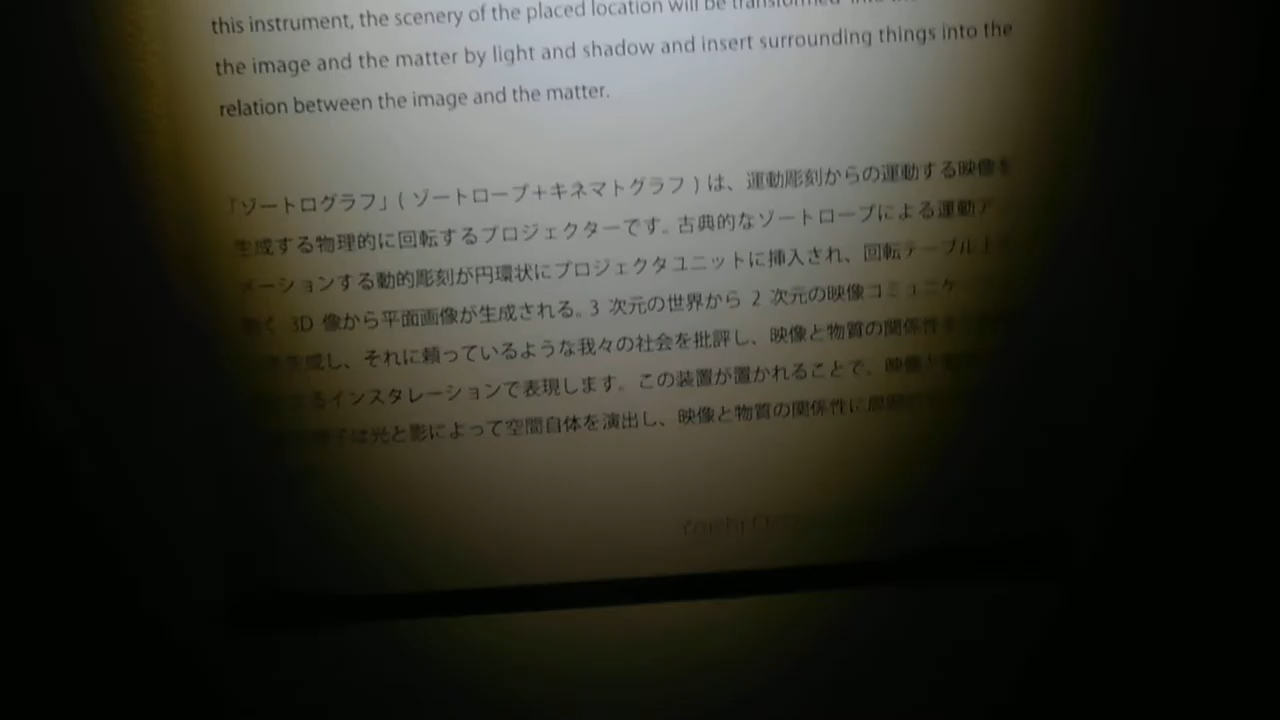 this instrument, the scenery of the placed location will be transformed into
the image and the matter by light and shadow and insert surrounding things into the
relation between the image and the matter.
「ゾートログラフ」( ゾートロープ+キネマトグラフ ) は、運動彫刻からの運動する映像を
生成する物理的に回転するプロジェクターです。古典的なゾートロープによる運動ア
メーションする動的彫刻が円環状にプロジェクタユニットに挿入され、回転テーブル上
3D 像から平面画像が生成される。3 次元の世界から 2 次元の映像コミュニケ
生成し、それに頼っているような我々の社会を批評し、映像と物質の関係性
るインスタレーションで表現します。この装置が置かれることで、映像と
は光と影によって空間自体を演出し、映像と物質の関係性に